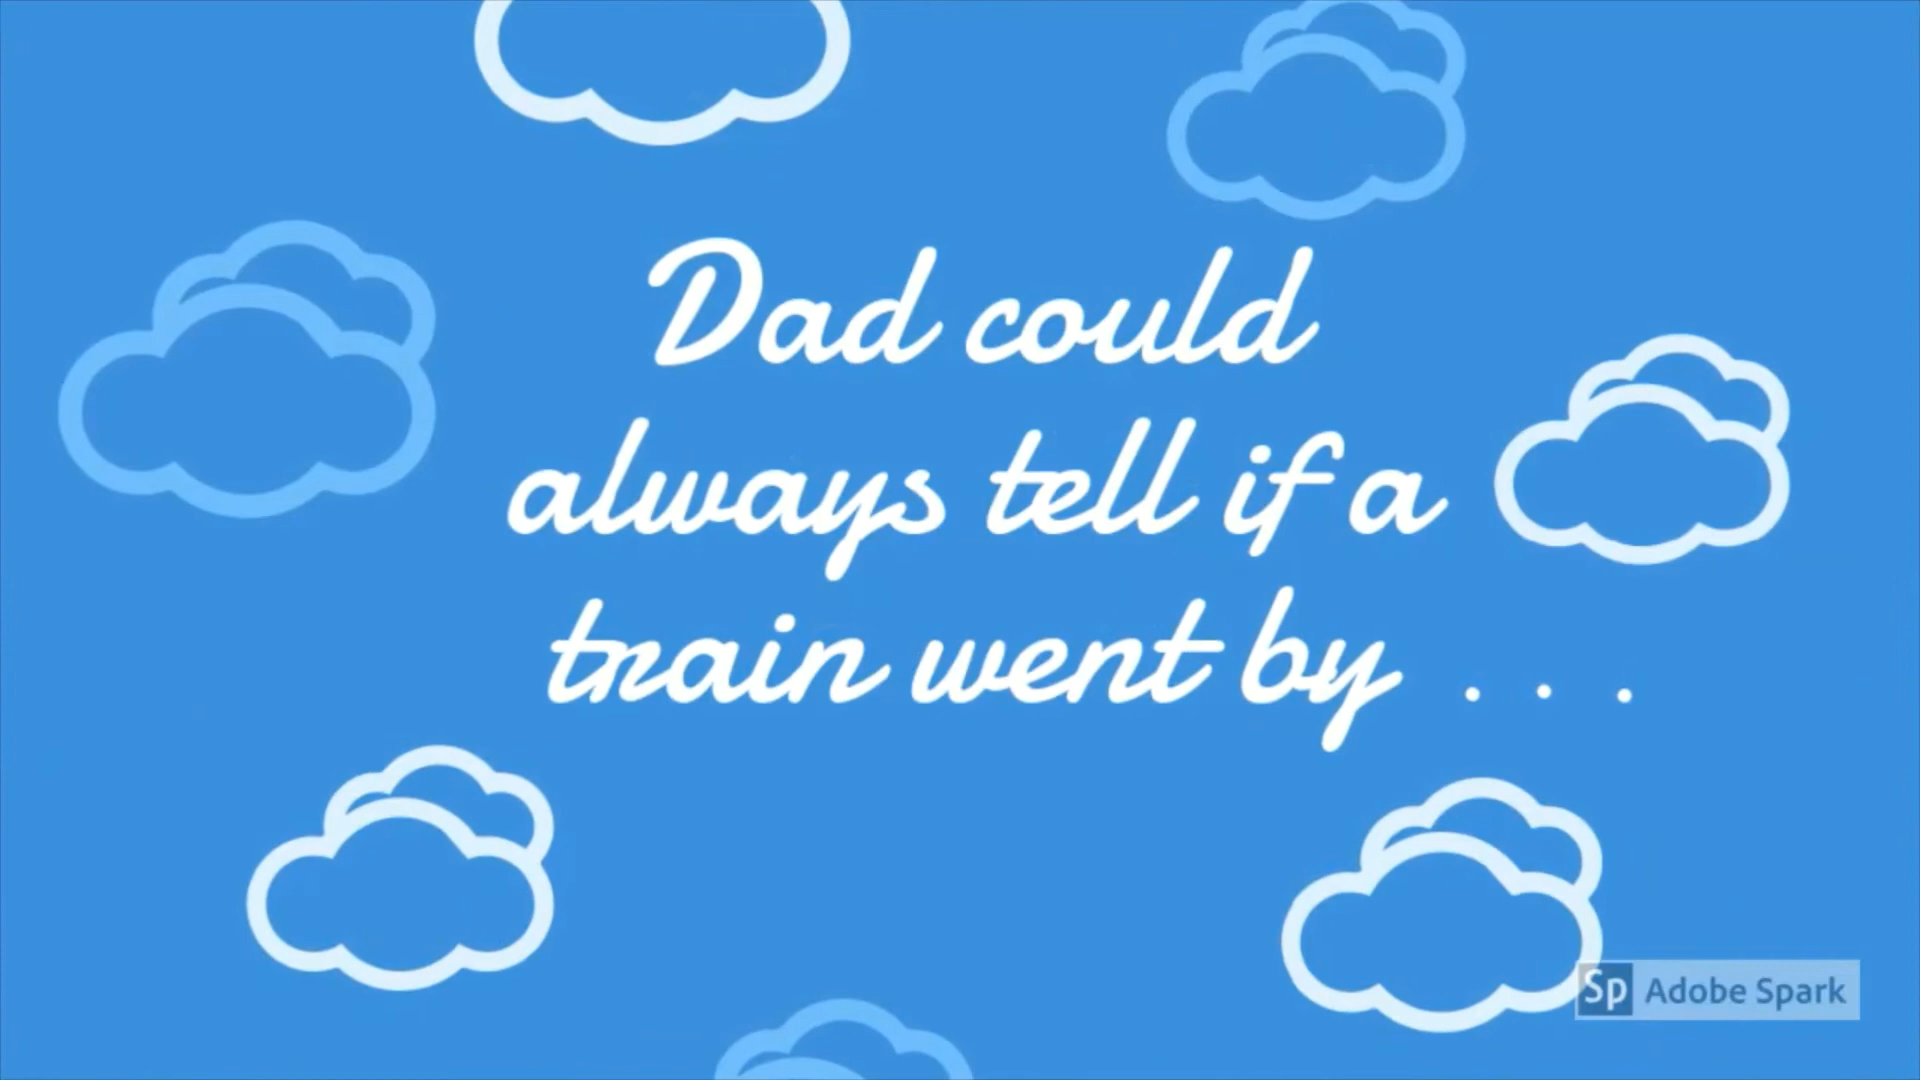 Dad could
always tell if a
train went by . . .
Sp Adobe Spark